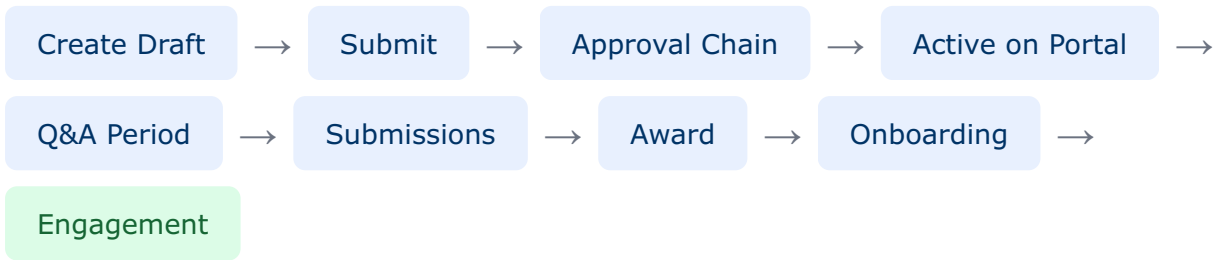 Create Draft → Submit → Approval Chain → Active on Portal →
Q&A Period → Submissions → Award → Onboarding →
Engagement